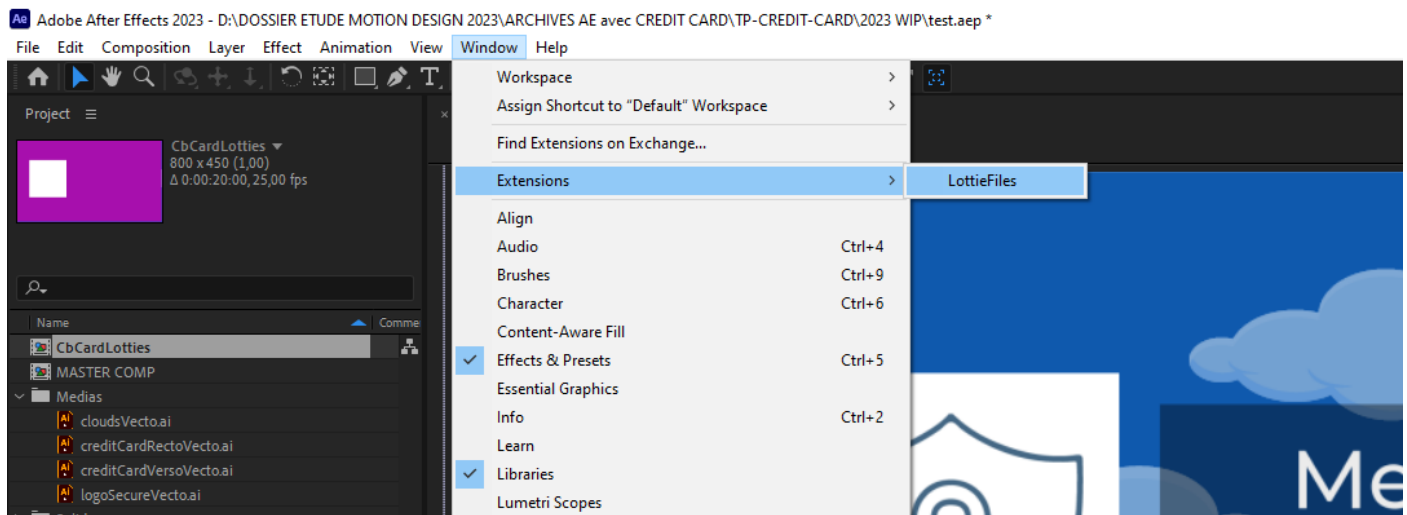 Adobe After Effects 2023 - D:\DOSSIER ETUDE MOTION DESIGN 2023\ARCHIVES AE avec CREDIT CARD\TP-CREDIT-CARD\2023 WIP\test.aep *
File Edit Composition Layer Effect Animation View Window Help
Project
CbCardLotties
800 x 450 (1,00)
Δ 0:00:20:00, 25,00 fps
Name Comme
CbCardLotties
MASTER COMP
Medias
cloudsVecto.ai
creditCardRectoVecto.ai
creditCardVersoVecto.ai
logoSecureVecto.ai
Workspace
Assign Shortcut to “Default” Workspace
Find Extensions on Exchange...
Extensions
LottieFiles
Align
Audio Ctrl+4
Brushes Ctrl+9
Character Ctrl+6
Content-Aware Fill
Effects & Presets Ctrl+5
Essential Graphics
Info Ctrl+2
Learn
Libraries
Lumetri Scopes
Me